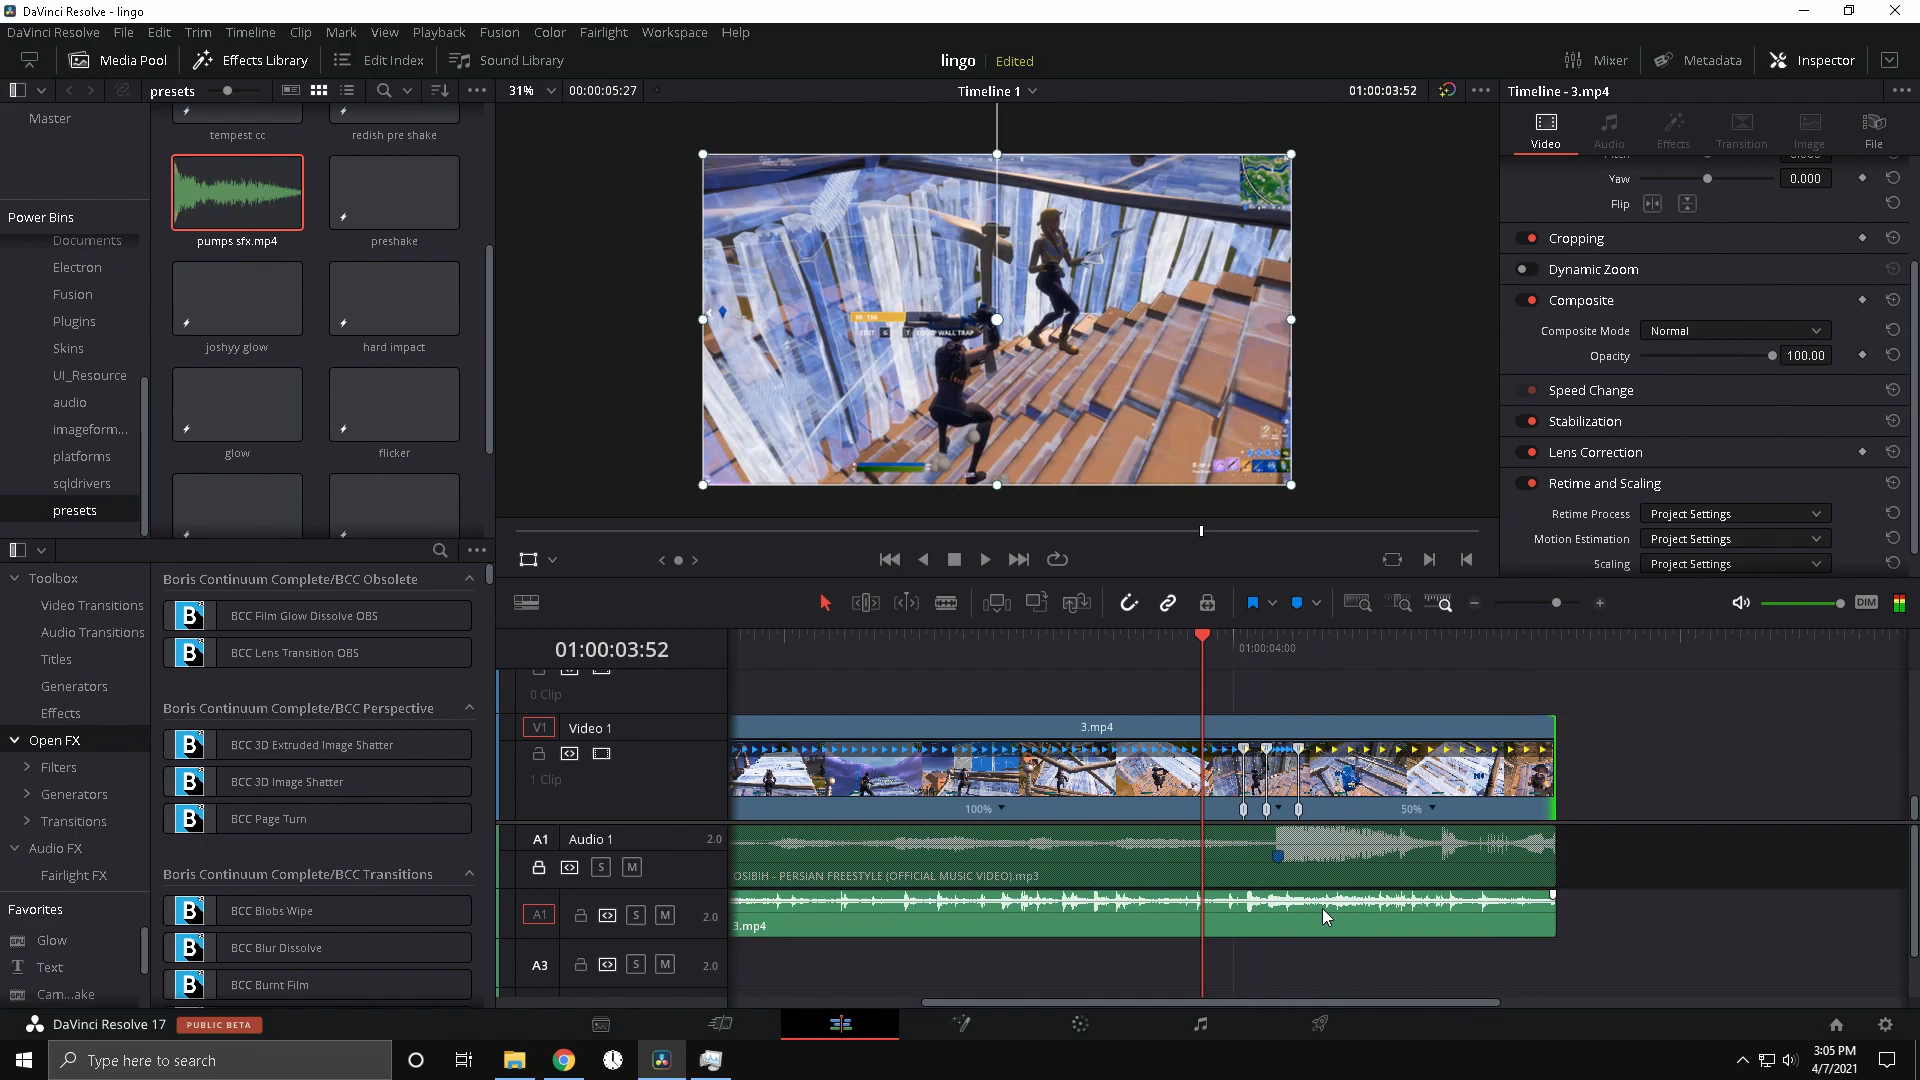 DaVinci Resolve - lingo
DaVinci Resolve File Edit Trim Timeline Clip Mark View Playback Fusion Color Fairlight Workspace Help
Media Pool Effects Library Edit Index Sound Library lingo Edited Mixer Metadata Inspector
presets 31% 00:00:05:27 Timeline 1 01:00:03:52 Timeline - 3.mp4
Master
Power Bins
Documents
Electron
Fusion
Plugins
Skins
UI_Resource
audio
imageform...
platforms
sqldrivers
presets
tempest cc redish pre shake
pumps sfx.mp4 preshake
joshyy glow hard impact
glow flicker
EDIT G T EQUIP WALL TRAP
Video Audio Effects Transition Image File
Pitch 0.000
Yaw 0.000
Flip
Cropping
Dynamic Zoom
Composite
Composite Mode Normal
Opacity 100.00
Speed Change
Stabilization
Lens Correction
Retime and Scaling
Retime Process Project Settings
Motion Estimation Project Settings
Scaling Project Settings
Toolbox
Video Transitions
Audio Transitions
Titles
Generators
Effects
Open FX
Filters
Generators
Transitions
Audio FX
Fairlight FX
Favorites
Glow
Text
Cam...ake
Boris Continuum Complete/BCC Obsolete
B BCC Film Glow Dissolve OBS
B BCC Lens Transition OBS
Boris Continuum Complete/BCC Perspective
B BCC 3D Extruded Image Shatter
B BCC 3D Image Shatter
B BCC Page Turn
Boris Continuum Complete/BCC Transitions
B BCC Blobs Wipe
B BCC Blur Dissolve
B BCC Burnt Film
DIM
01:00:03:52 01:00:04:00
0 Clip
V1 Video 1 3.mp4
1 Clip
100% 50%
A1 Audio 1 2.0
S M
OSIBIH - PERSIAN FREESTYLE (OFFICIAL MUSIC VIDEO).mp3
A1 S M 2.0
3.mp4
A3 S M 2.0
DaVinci Resolve 17 PUBLIC BETA
Type here to search
3:05 PM
4/7/2021